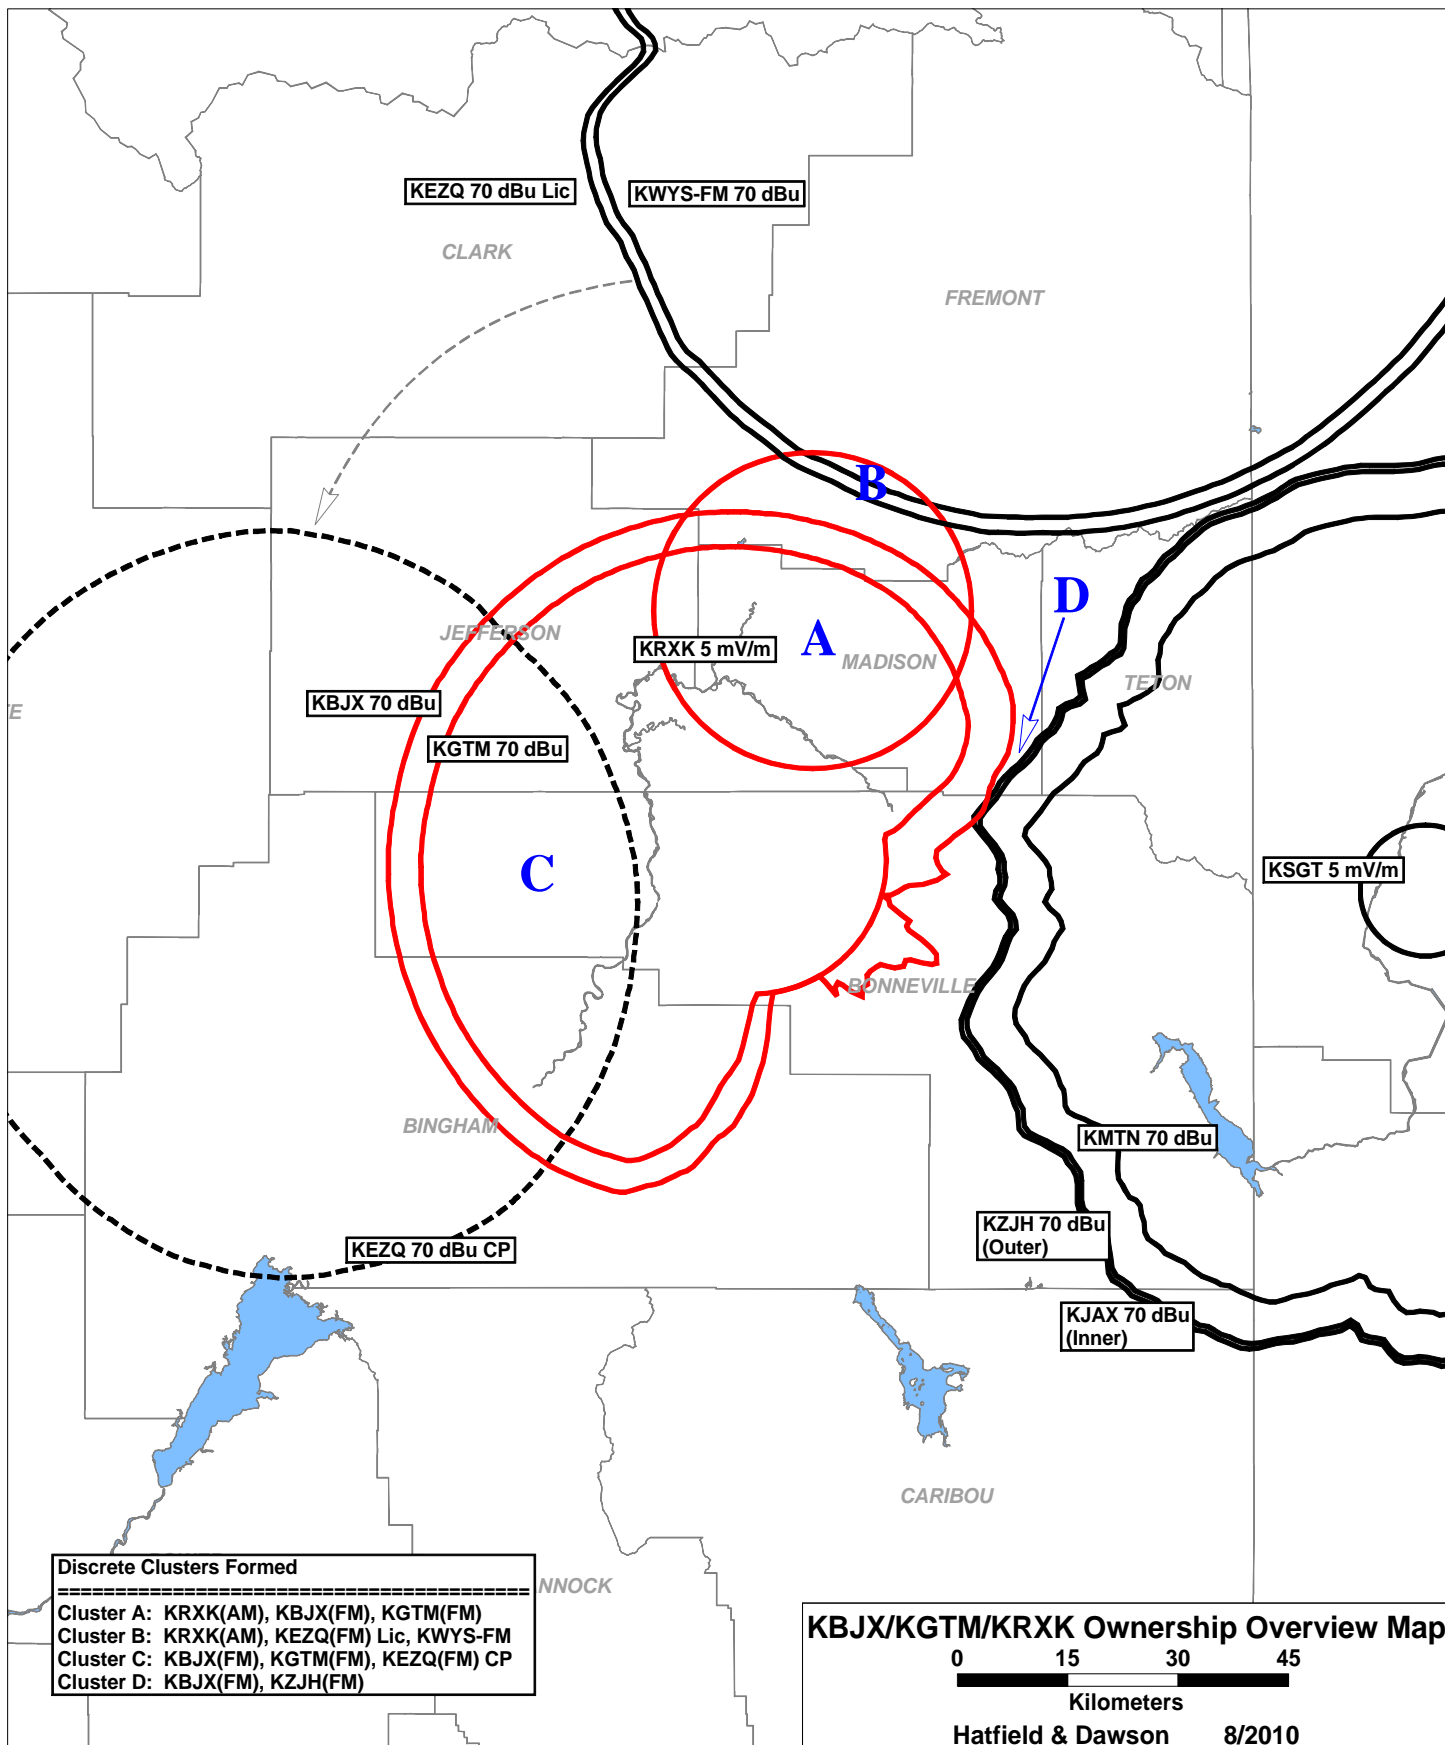 KEZQ 70 dBu Lic
KWYS-FM 70 dBu
CLARK
FREMONT
B
D
JEFFERSON
KRXK 5 mV/m
A
MADISON
TETON
KBJX 70 dBu
TE
KGTM 70 dBu
C
KSGT 5 mV/m
BONNEVILLE
BINGHAM
KMTN 70 dBu
KZJH 70 dBu
(Outer)
KEZQ 70 dBu CP
KJAX 70 dBu
(Inner)
CARIBOU
NNOCK
Discrete Clusters Formed
==========================================
Cluster A: KRXK(AM), KBJX(FM), KGTM(FM)
Cluster B: KRXK(AM), KEZQ(FM) Lic, KWYS-FM
Cluster C: KBJX(FM), KGTM(FM), KEZQ(FM) CP
Cluster D: KBJX(FM), KZJH(FM)
KBJX/KGTM/KRXK Ownership Overview Map
0 15 30 45
Kilometers
Hatfield & Dawson 8/2010